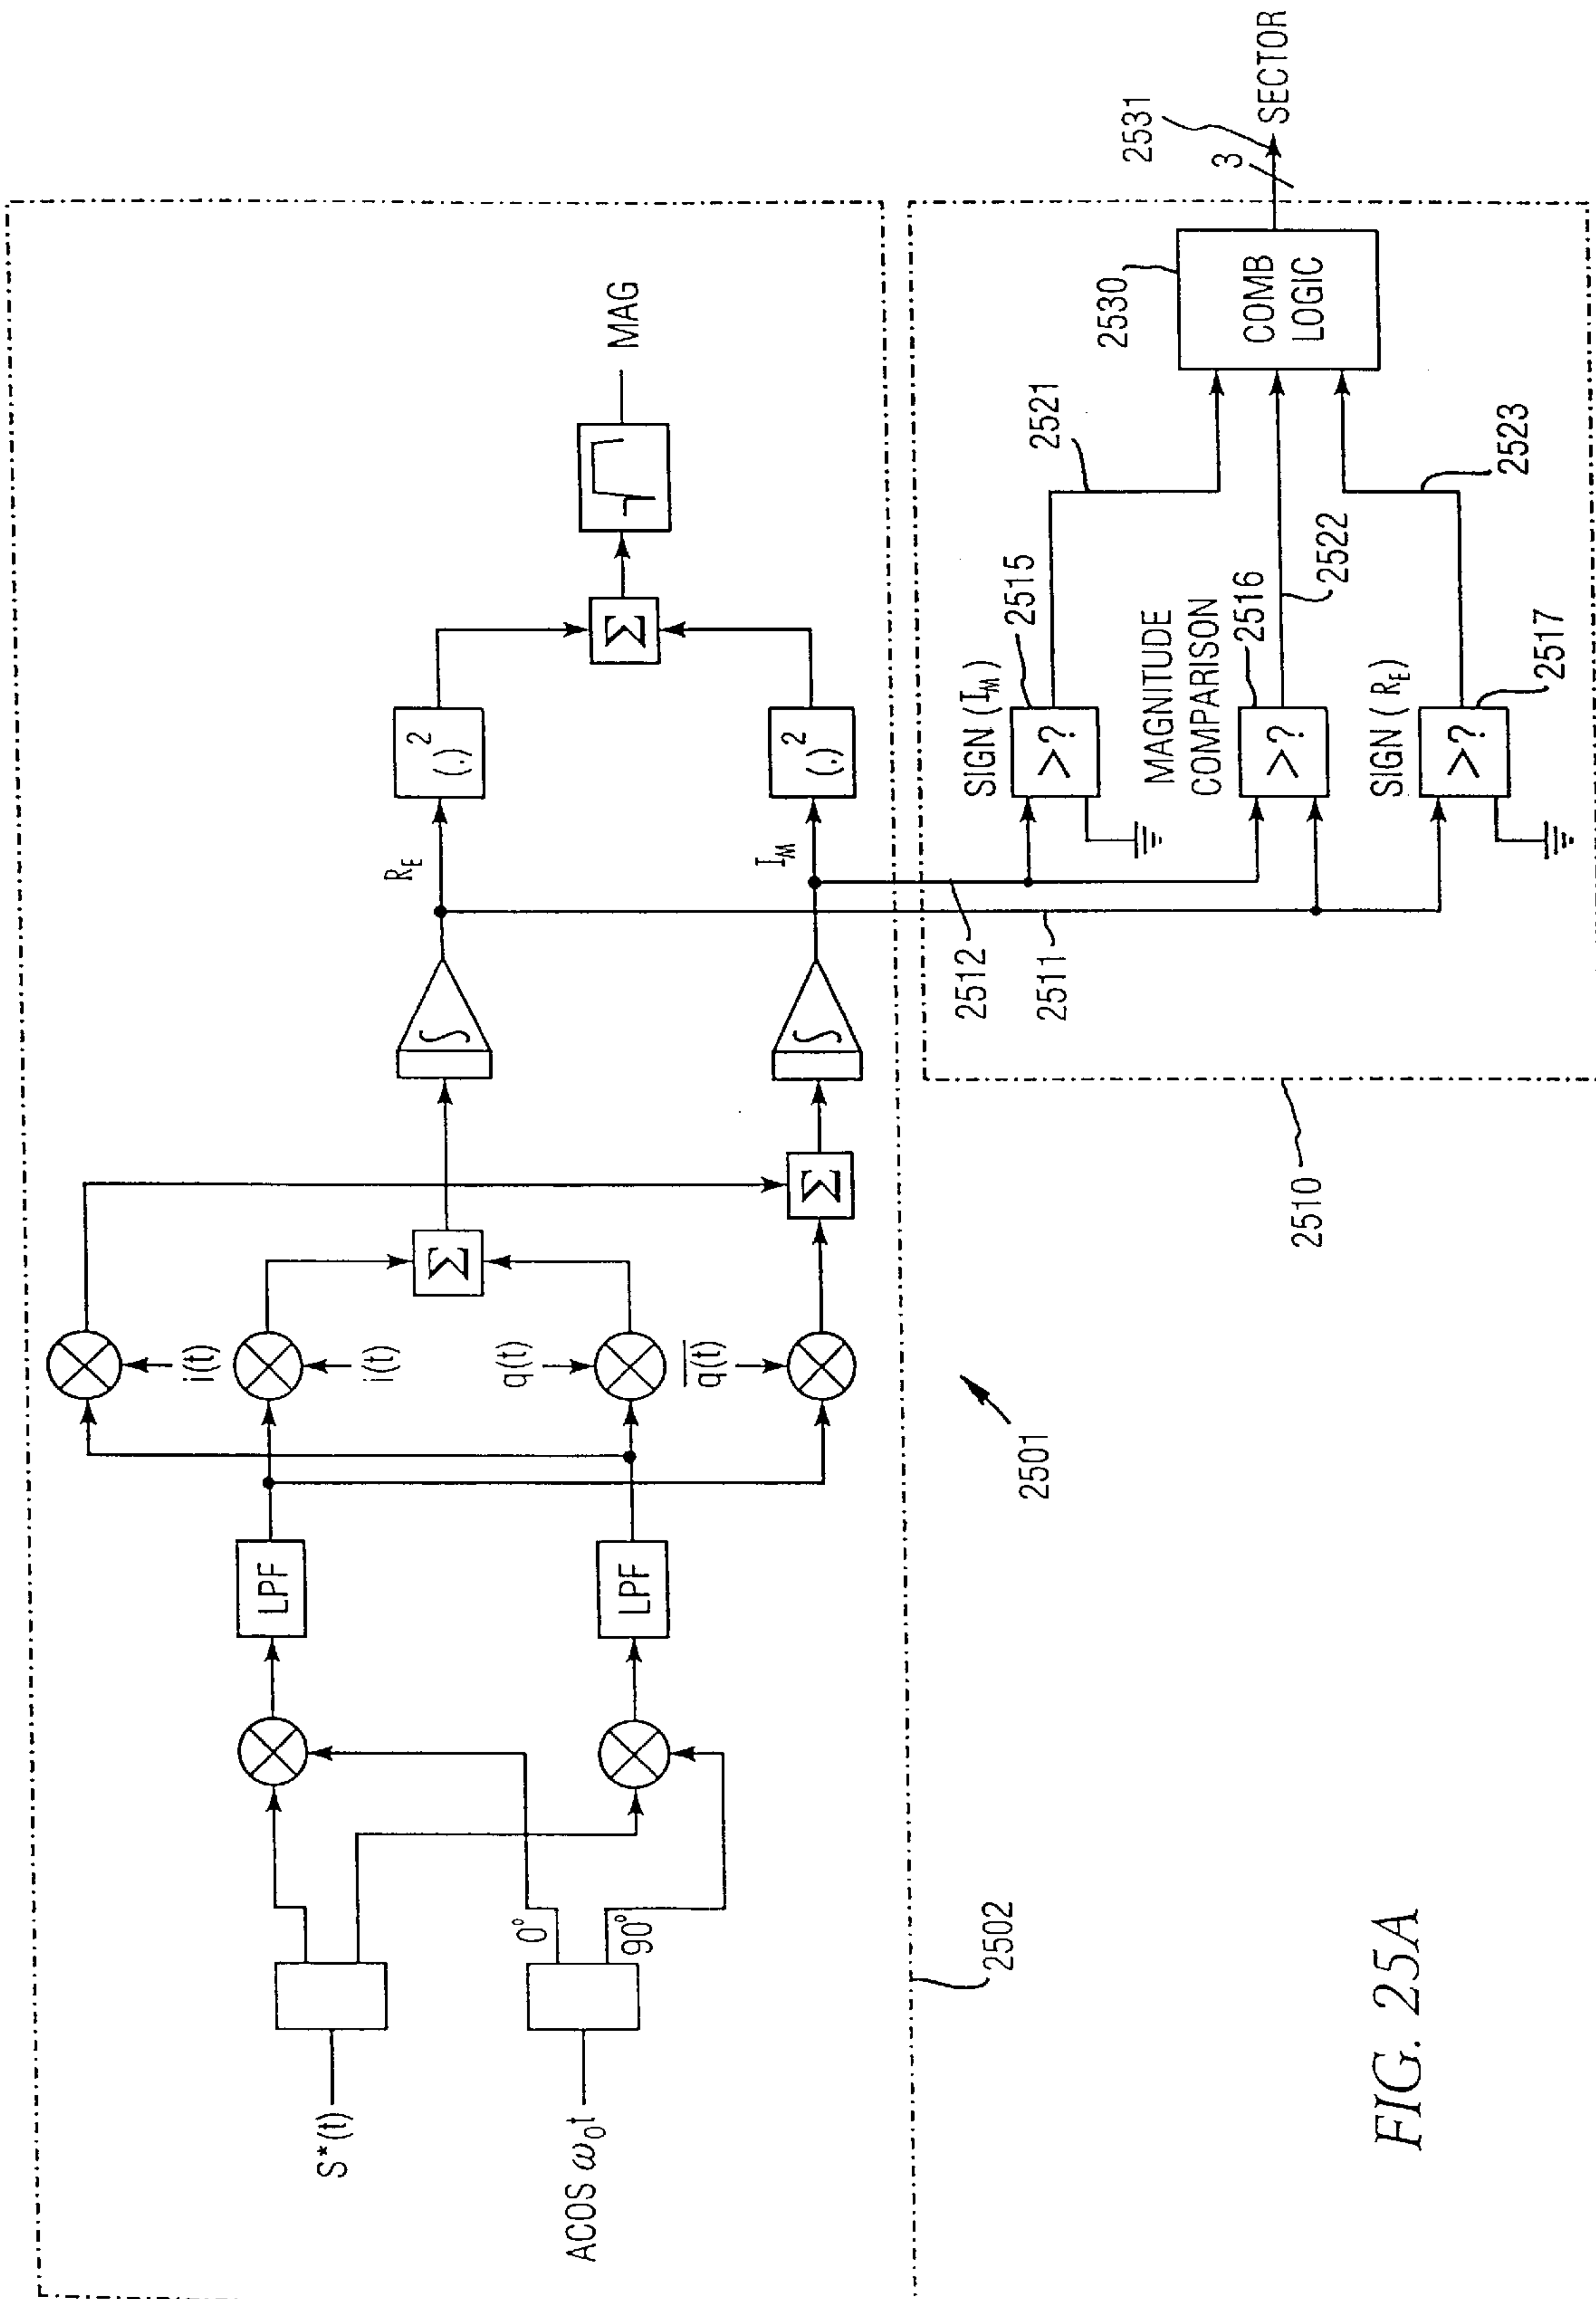 S*(t)
ACOS ω₀t
0°
90°
LPF
LPF
i(t)
i(t)
q(t)
q(t)
Σ
Σ
∫
∫
R_E
I_M
(.)²
(.)²
Σ
MAG
2501
2502
2510
2511
2512
SIGN (I_M)
>?
2515
MAGNITUDE
COMPARISON
>?
2516
SIGN (R_E)
>?
2517
2521
2522
2523
COMB
LOGIC
2530
3
2531
SECTOR
FIG. 25A